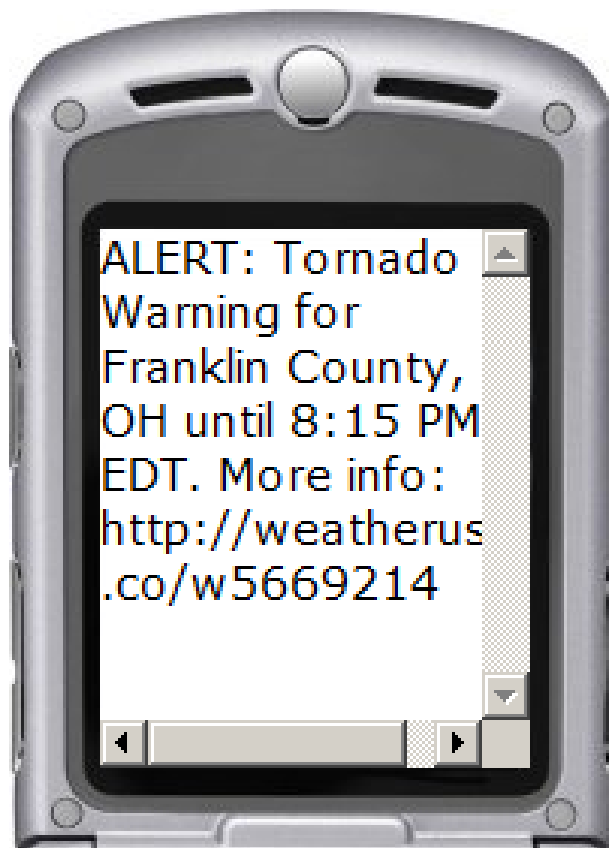 ALERT: Tornado
Warning for
Franklin County,
OH until 8:15 PM
EDT. More info:
http://weatherus
.co/w5669214